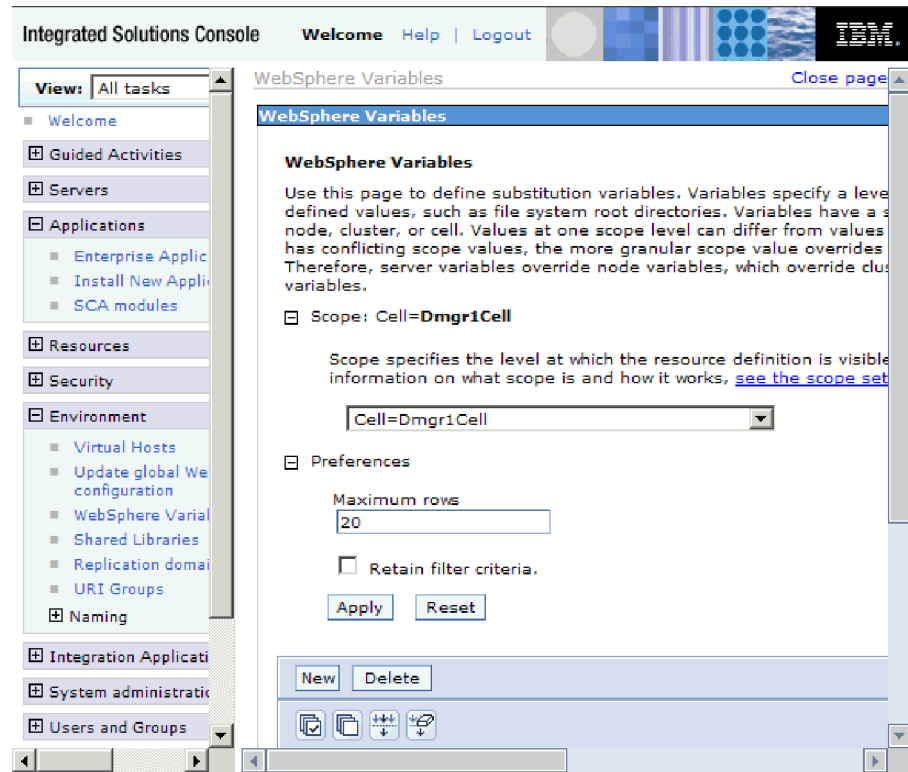 Integrated Solutions Console Welcome Help | Logout IBM.
View: All tasks
Welcome
Guided Activities
Servers
Applications
Enterprise Applic
Install New Appli
SCA modules
Resources
Security
Environment
Virtual Hosts
Update global We
configuration
WebSphere Varial
Shared Libraries
Replication domai
URI Groups
Naming
Integration Applicati
System administratic
Users and Groups
WebSphere Variables Close page
WebSphere Variables
WebSphere Variables
Use this page to define substitution variables. Variables specify a leve
defined values, such as file system root directories. Variables have a s
node, cluster, or cell. Values at one scope level can differ from values
has conflicting scope values, the more granular scope value overrides
Therefore, server variables override node variables, which override clu
variables.
Scope: Cell=Dmgr1Cell
Scope specifies the level at which the resource definition is visible
information on what scope is and how it works, see the scope set
Cell=Dmgr1Cell
Preferences
Maximum rows
20
Retain filter criteria.
Apply Reset
New Delete